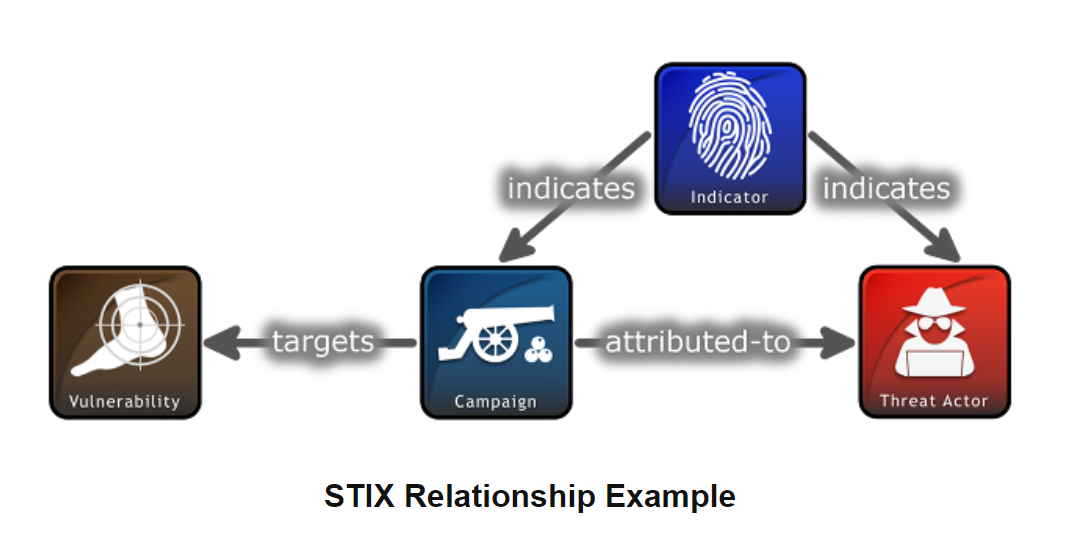 indicates
indicates
Indicator
targets
attributed-to
Vulnerability
Campaign
Threat Actor
STIX Relationship Example